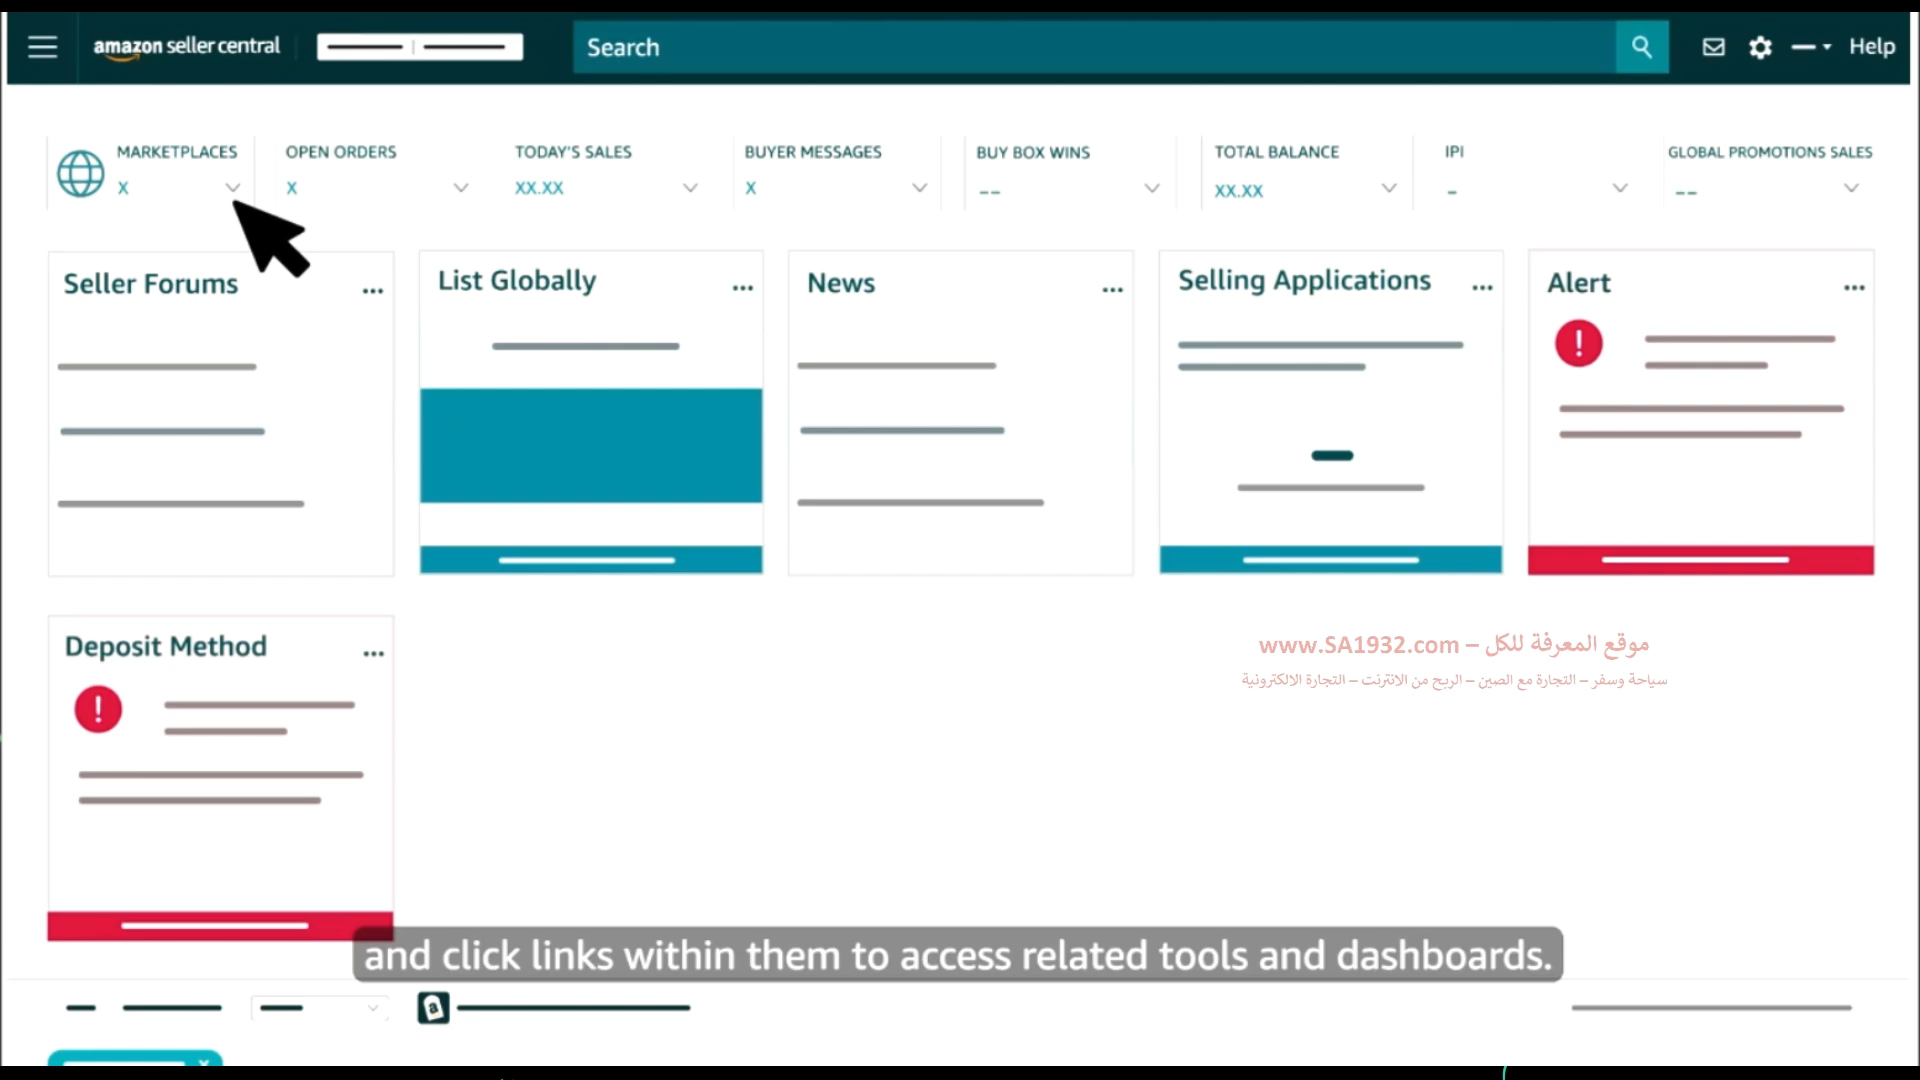 amazon seller central
Search
Help
MARKETPLACES
X
OPEN ORDERS
X
TODAY'S SALES
XX.XX
BUYER MESSAGES
X
BUY BOX WINS
--
TOTAL BALANCE
XX.XX
IPI
-
GLOBAL PROMOTIONS SALES
--
Seller Forums
...
List Globally
...
News
...
Selling Applications
...
Alert
...
!
Deposit Method
...
!
موقع المعرفة للكل – www.SA1932.com
سياحة وسفر – التجارة مع الصين – الربح من الانترنت – التجارة الالكترونية
and click links within them to access related tools and dashboards.
a
x